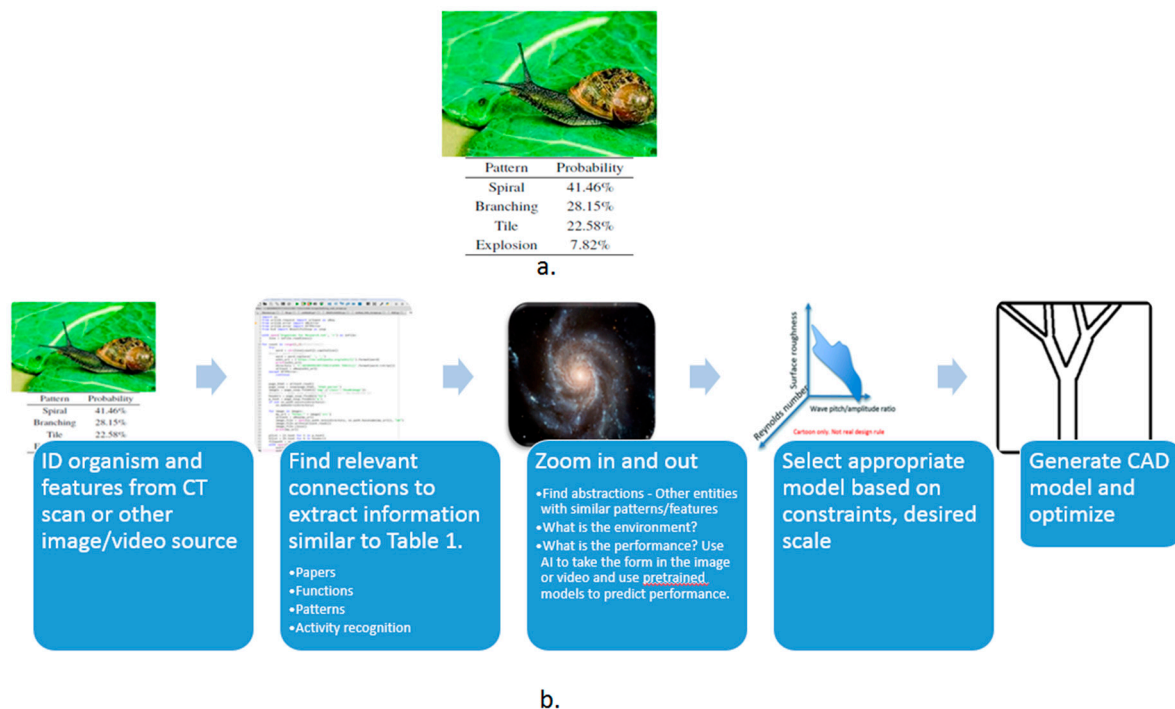 Pattern Probability
Spiral 41.46%
Branching 28.15%
Tile 22.58%
Explosion 7.82%
a.
Pattern Probability
Spiral 41.46%
Branching 28.15%
Tile 22.58%
ID organism and
features from CT
scan or other
image/video source
Find relevant
connections to
extract information
similar to Table 1.
•Papers
•Functions
•Patterns
•Activity recognition
Zoom in and out
•Find abstractions - Other entities
with similar patterns/features
•What is the environment?
•What is the performance? Use
AI to take the form in the image
or video and use pretrained
models to predict performance.
Surface roughness
Reynolds number
Wave pitch/amplitude ratio
Cartoon only. Not real design rule
Select appropriate
model based on
constraints, desired
scale
Generate CAD
model and
optimize
b.